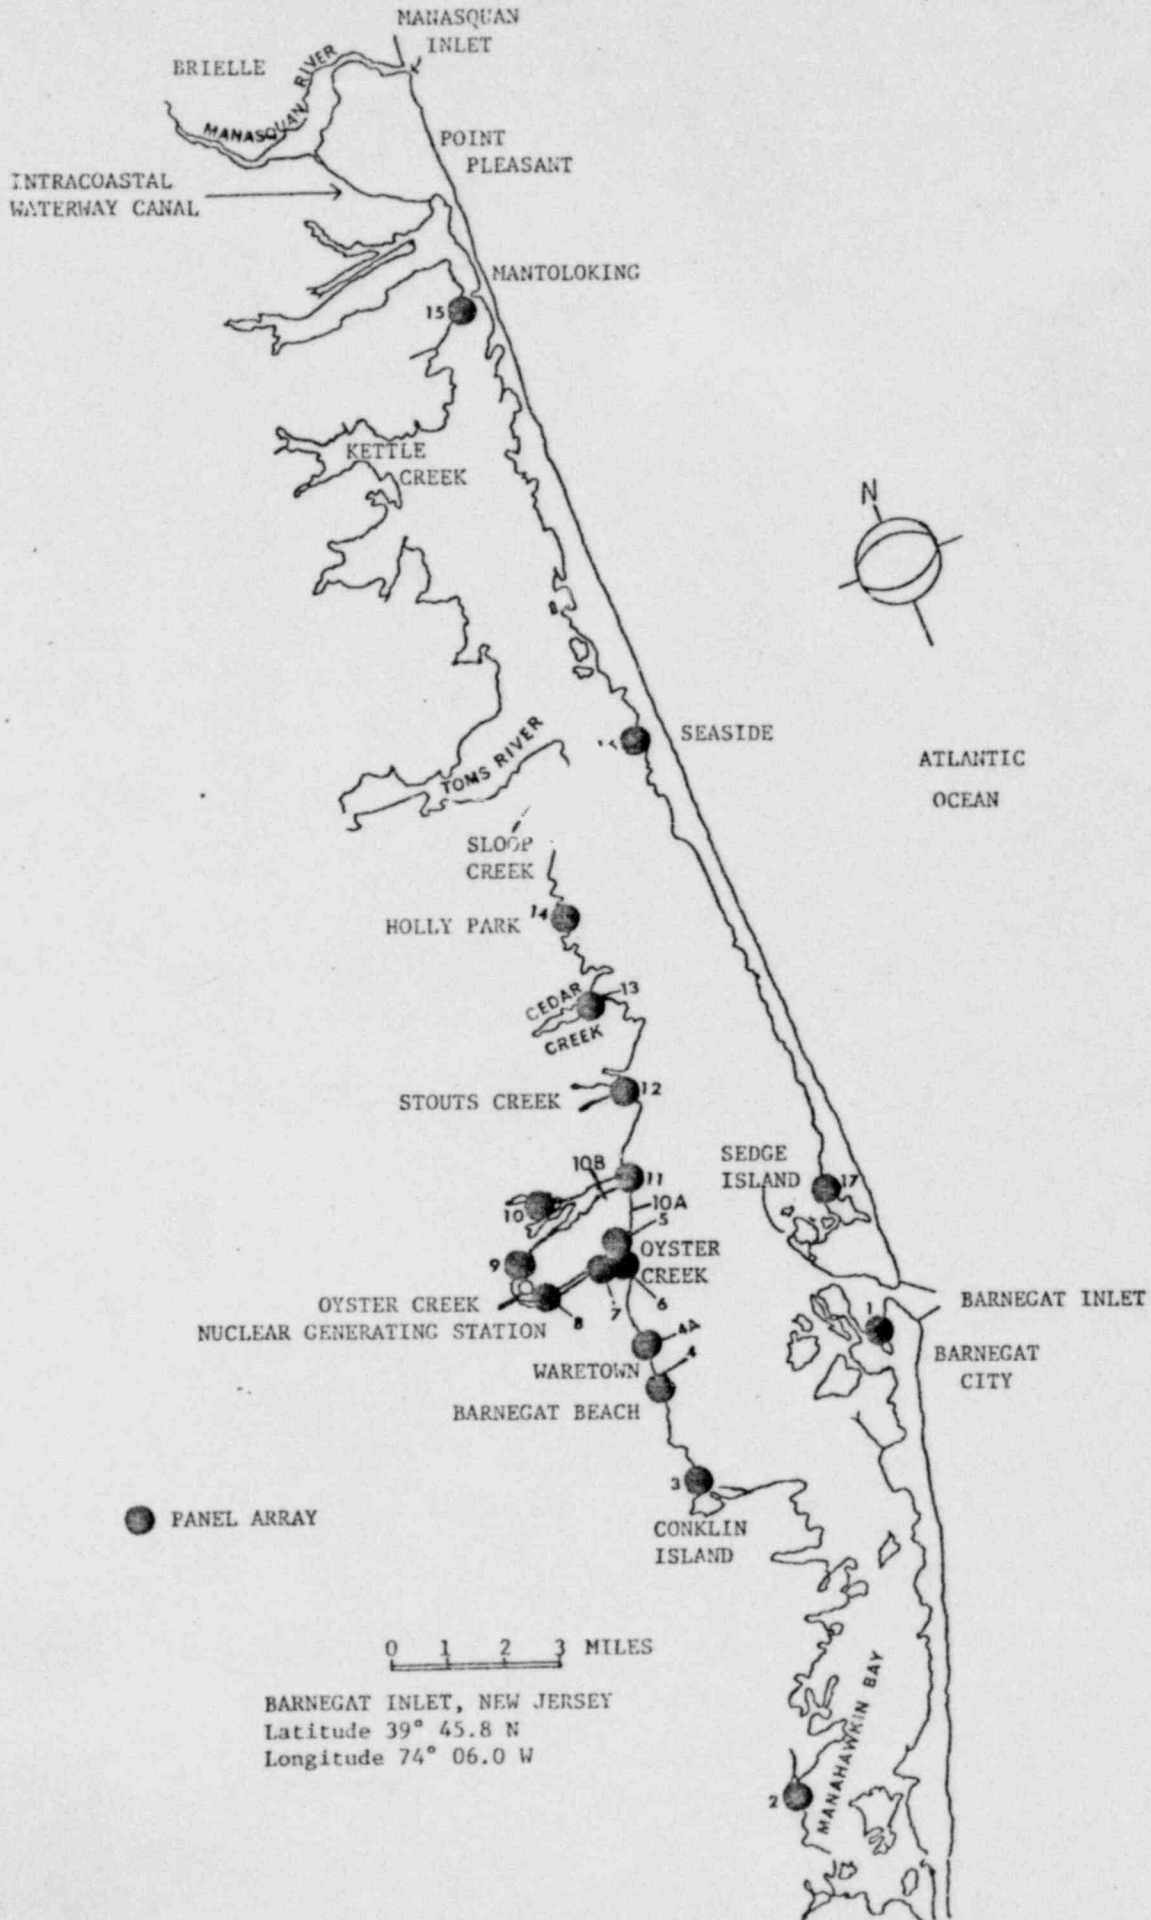 MANASQUAN
INLET
BRIELLE
MANASQUAN RIVER
POINT
PLEASANT
INTRACOASTAL
WATERWAY CANAL
MANTOLOKING
15
KETTLE
CREEK
N
SEASIDE
TOMS RIVER
ATLANTIC
OCEAN
SLOOP
CREEK
14
HOLLY PARK
13
CEDAR
CREEK
12
STOUTS CREEK
SEDGE
ISLAND
17
10B
11
10A
10
5
OYSTER
CREEK
9
6
7
8
OYSTER CREEK
NUCLEAR GENERATING STATION
BARNEGAT INLET
1
BARNEGAT
CITY
4A
WARETOWN
4
BARNEGAT BEACH
3
CONKLIN
ISLAND
PANEL ARRAY
0 1 2 3 MILES
BARNEGAT INLET, NEW JERSEY
Latitude 39° 45.8 N
Longitude 74° 06.0 W
MANAHAWKIN BAY
2